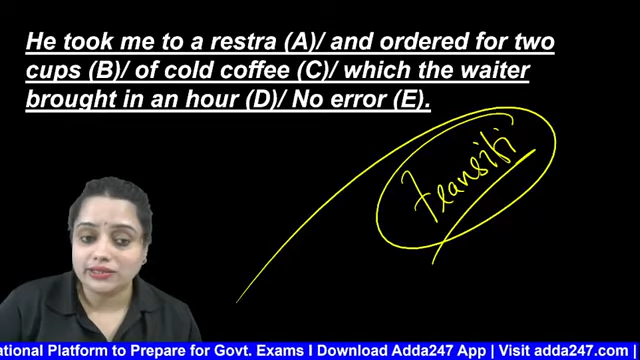 He took me to a restra (A)/ and ordered for two
cups (B)/ of cold coffee (C)/ which the waiter
brought in an hour (D)/ No error (E).
Transiti
ational Platform to Prepare for Govt. Exams I Download Adda247 App | Visit adda247.com |